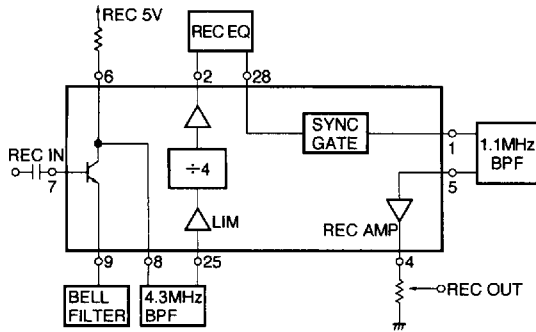 REC 5V
REC EQ
6
2
28
SYNC
GATE
1
1.1MHz
BPF
REC IN
7
÷4
5
LIM
REC AMP
9
8
25
4
BELL
FILTER
4.3MHz
BPF
REC OUT